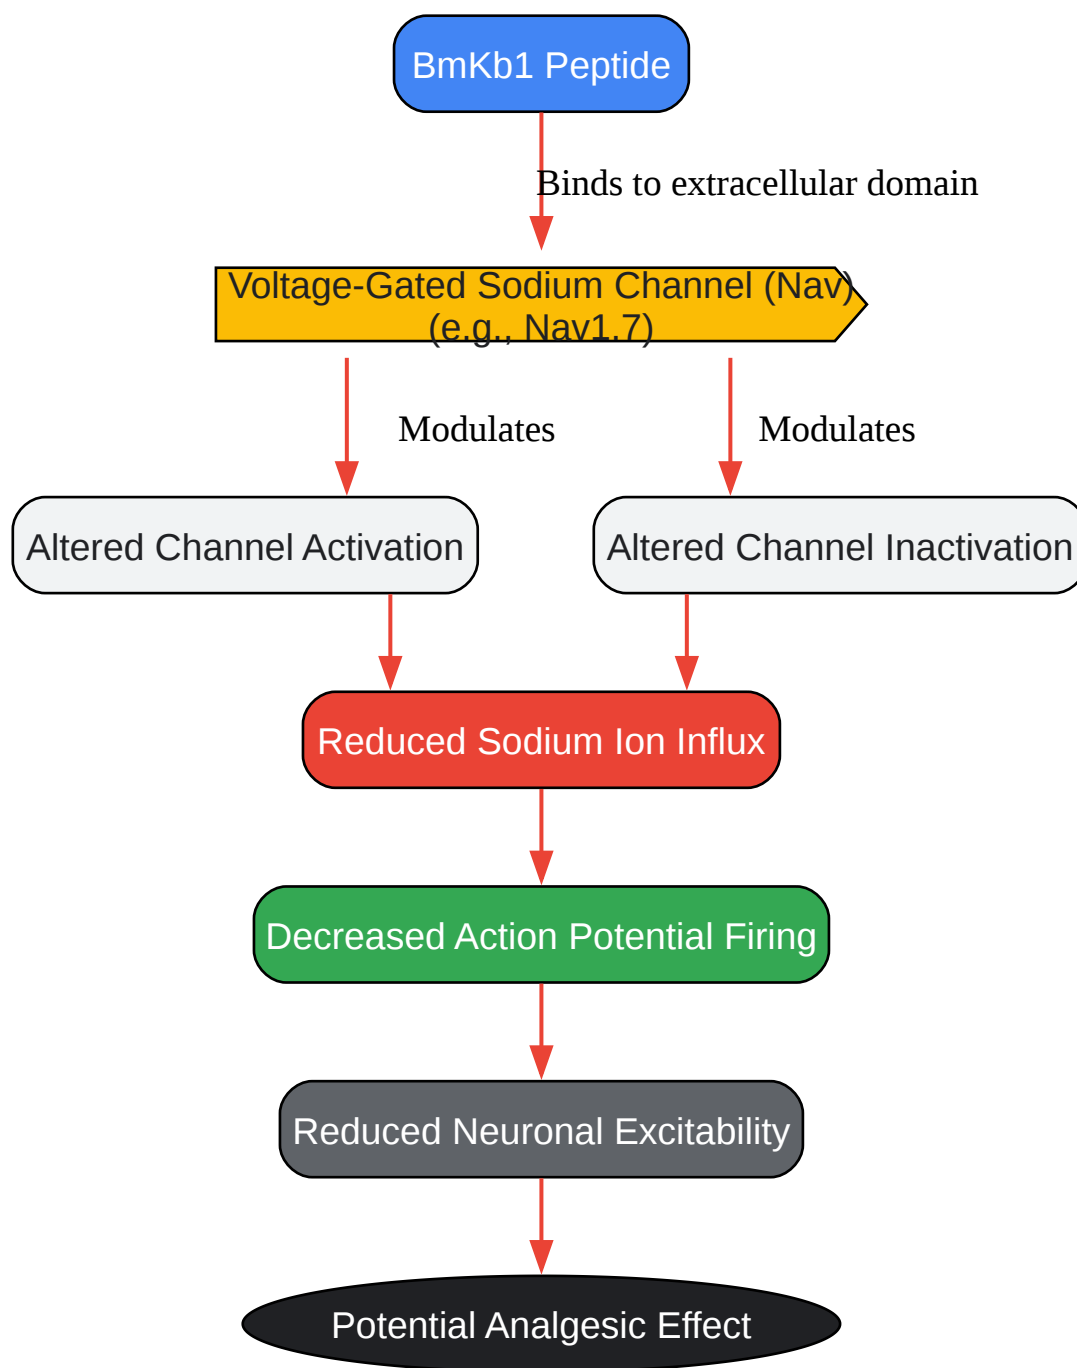 BmKb1 Peptide
Binds to extracellular domain
Voltage-Gated Sodium Channel (Nav)
(e.g., Nav1.7)
Modulates
Modulates
Altered Channel Activation
Altered Channel Inactivation
Reduced Sodium Ion Influx
Decreased Action Potential Firing
Reduced Neuronal Excitability
Potential Analgesic Effect